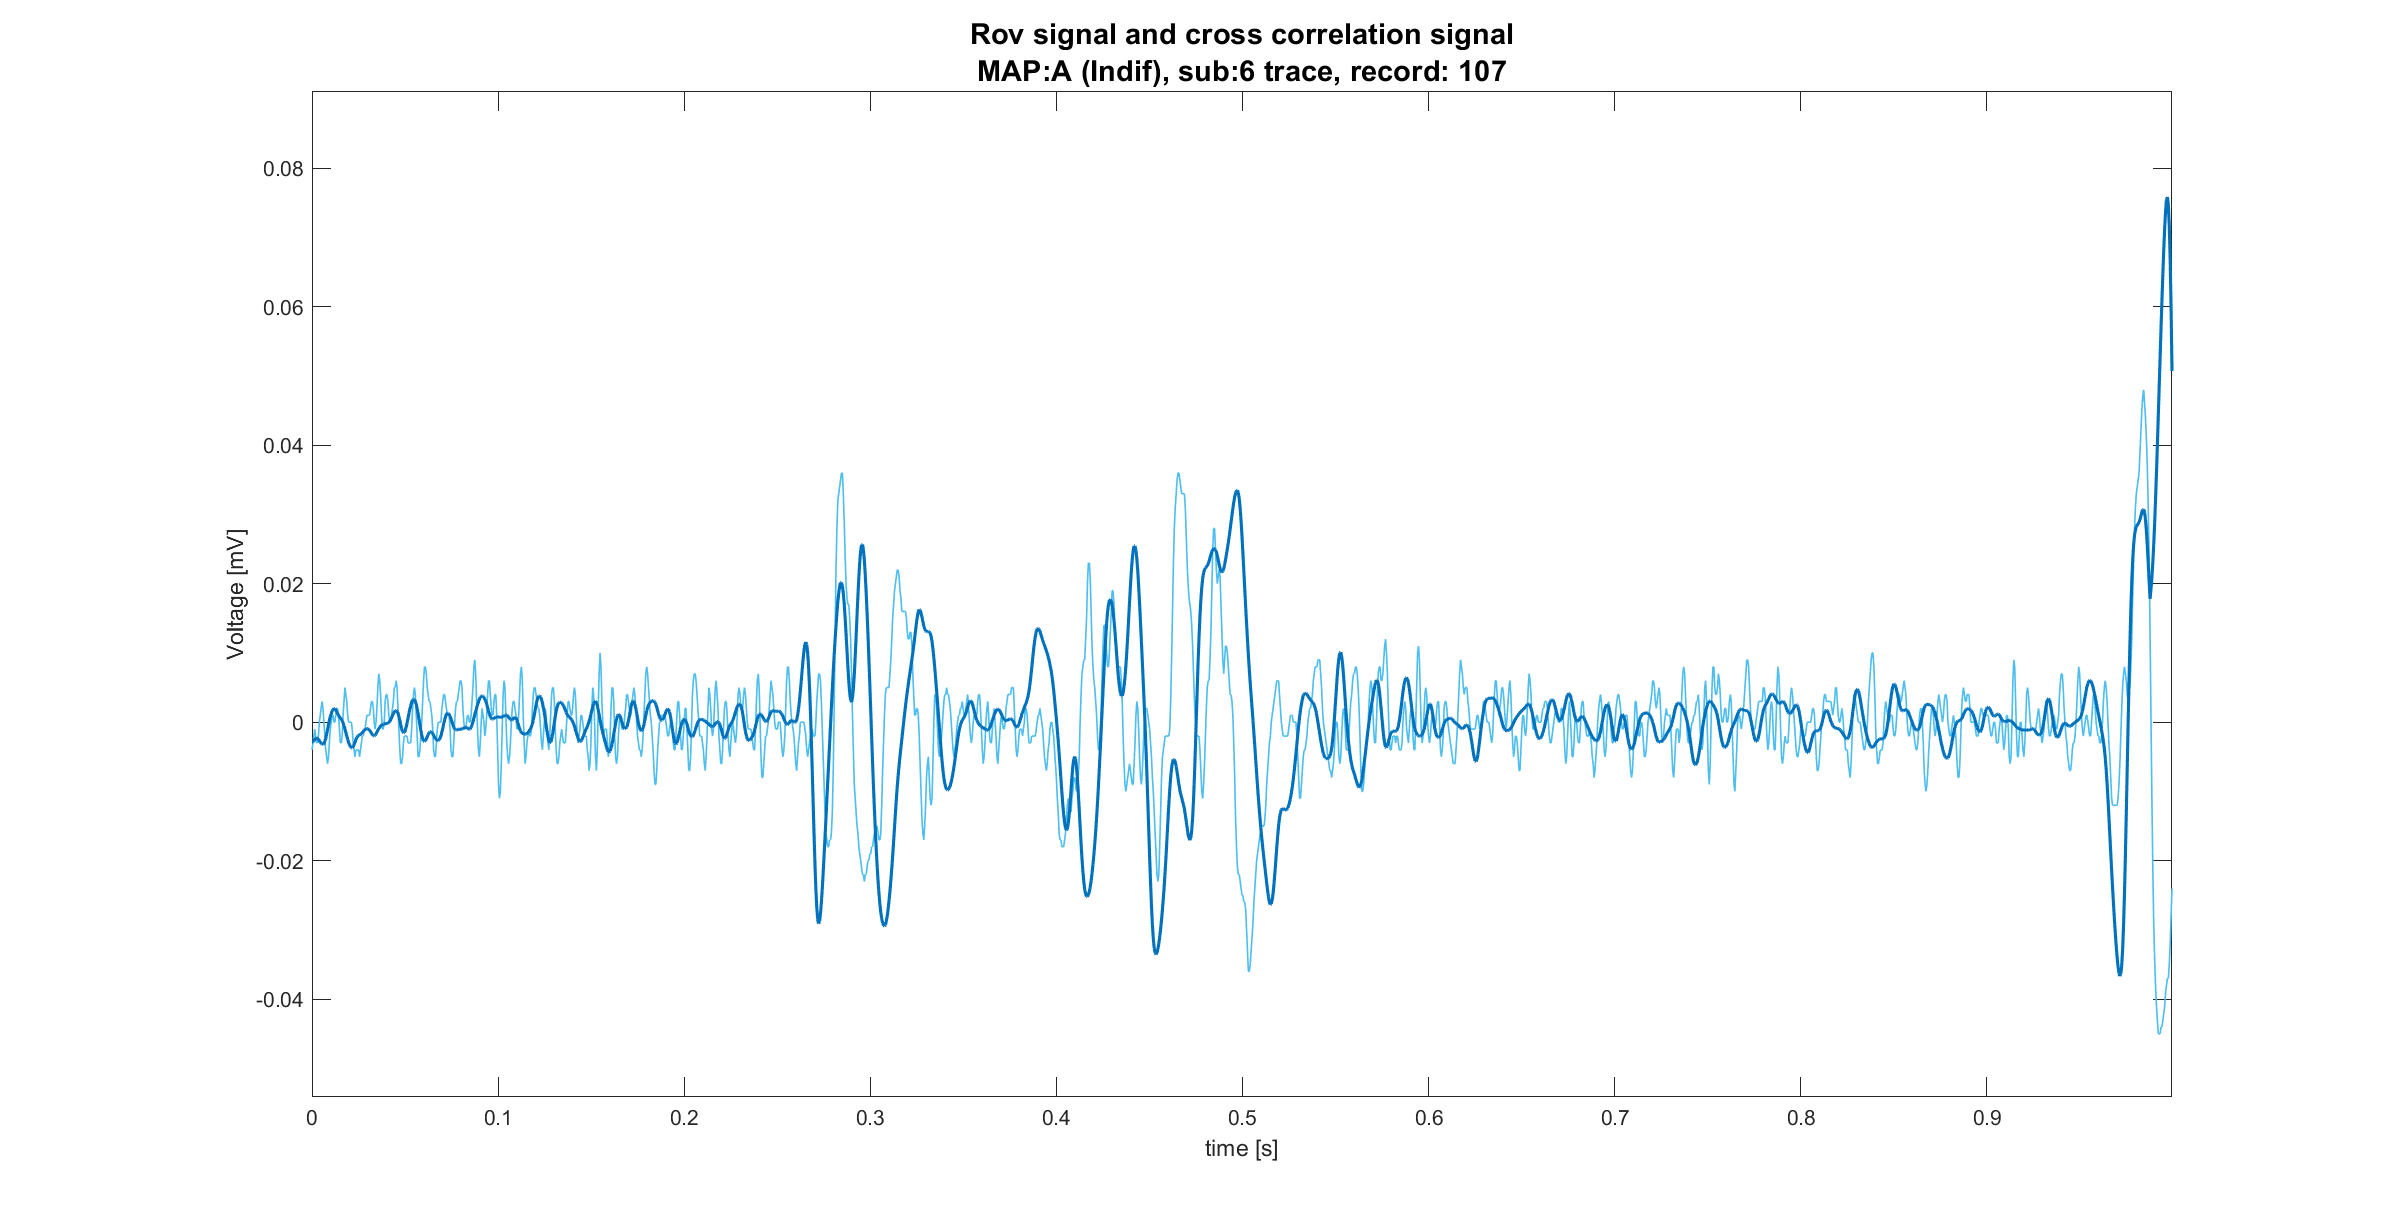 Rov signal and cross correlation signal
MAP:A (Indif), sub:6 trace, record: 107
0.08
0.06
0.04
0.02
0
-0.02
-0.04
Voltage [mV]
0 0.1 0.2 0.3 0.4 0.5 0.6 0.7 0.8 0.9
time [s]